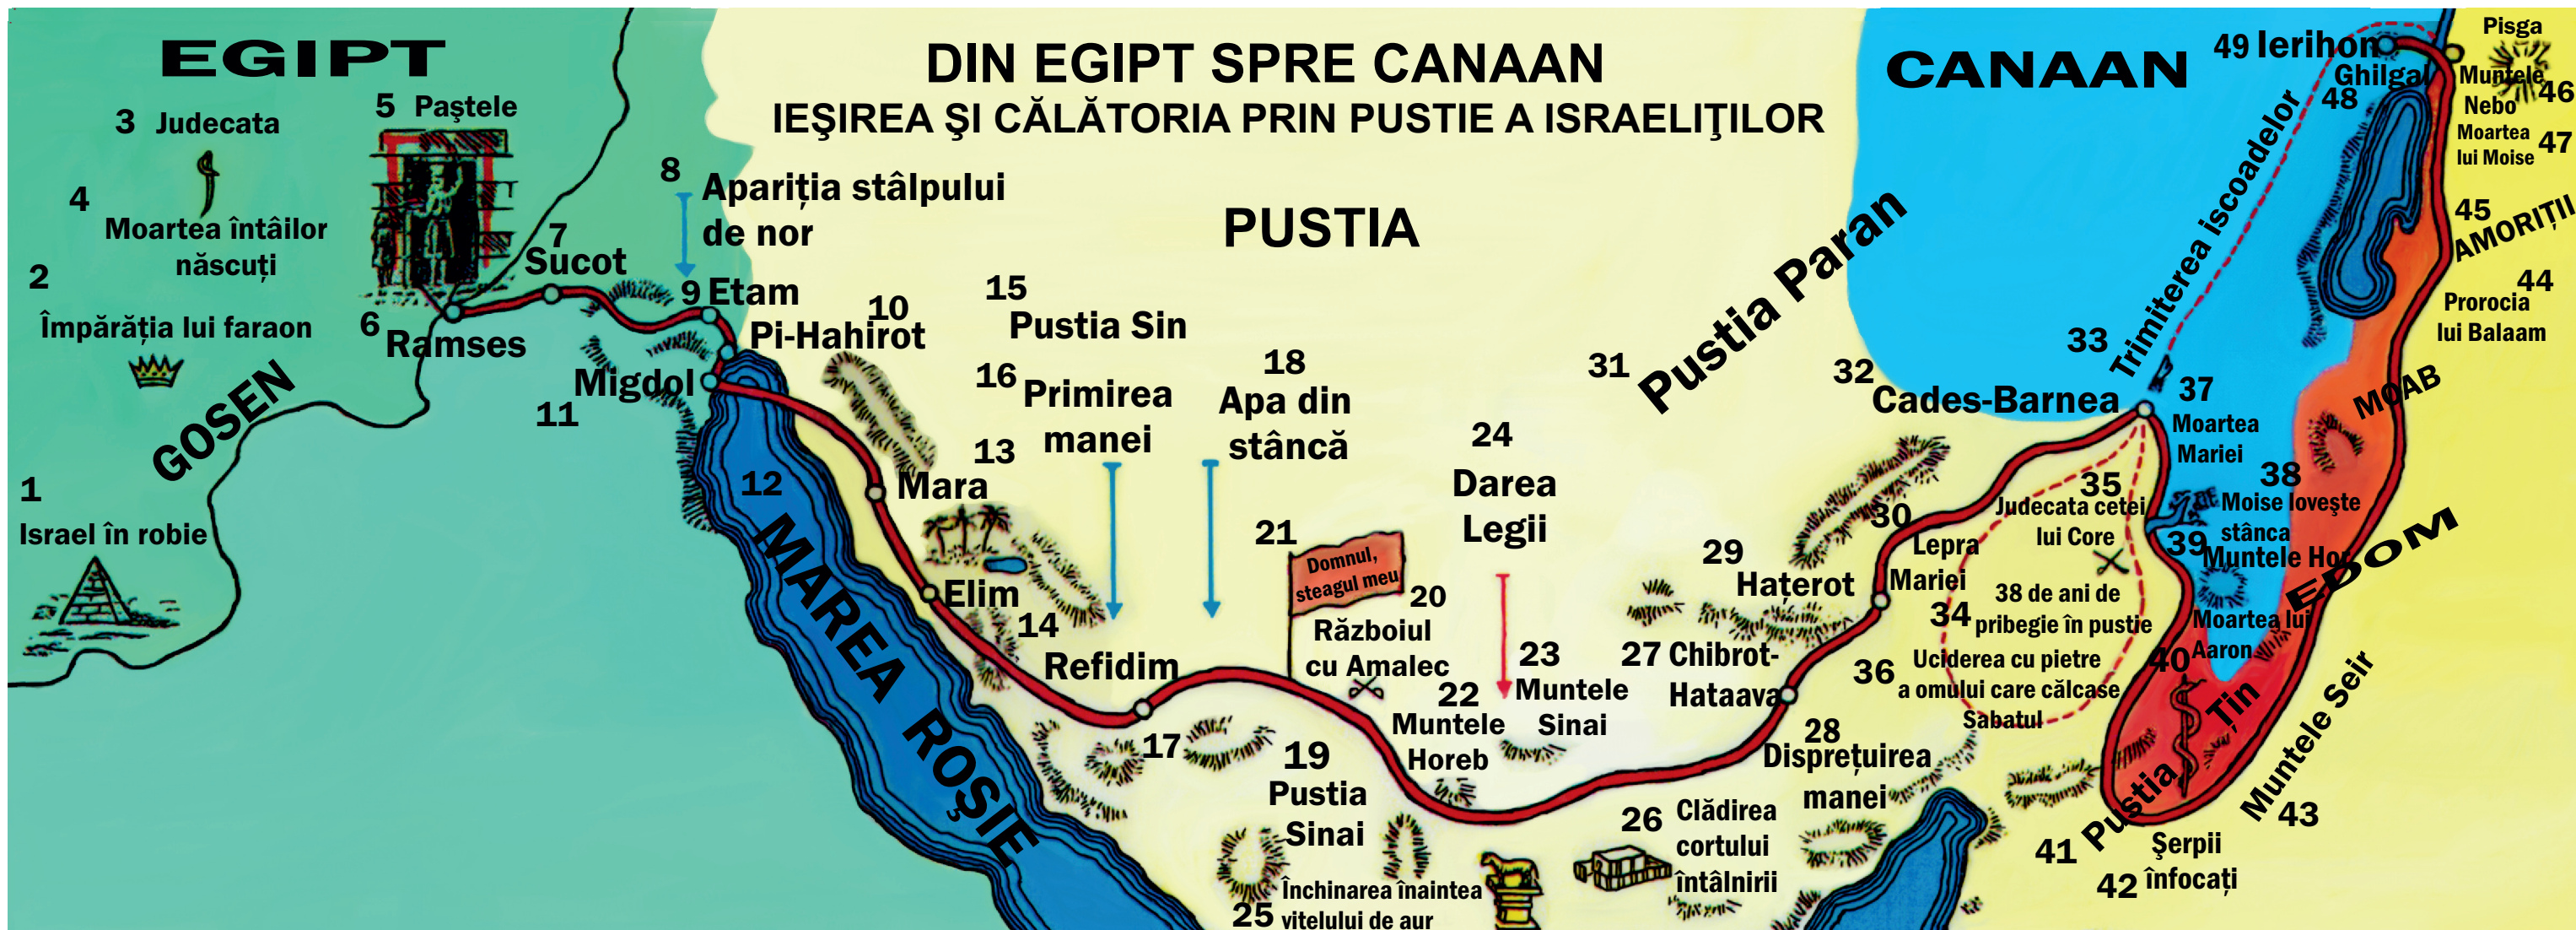 EGIPT
DIN EGIPT SPRE CANAAN
IEŞIREA ŞI CĂLĂTORIA PRIN PUSTIE A ISRAELIŢILOR
CANAAN
PUSTIA
GOSEN
1
Israel în robie
2
Împărăția lui faraon
3 Judecata
4
Moartea întâilor
născuți
5 Paştele
6
Ramses
7
Sucot
8
Apariția stâlpului
de nor
9 Etam
10
Pi-Hahirot
Migdol
11
12
MAREA ROŞIE
13
Mara
Elim
14
15
Pustia Sin
16 Primirea
manei
Refidim
17
18
Apa din
stâncă
19
Pustia
Sinai
20
Războiul
cu Amalec
21
Domnul,
steagul meu
22
Muntele
Horeb
23
Muntele
Sinai
24
Darea
Legii
25
Închinarea înaintea
vitelului de aur
26 Clădirea
cortului
întâlnirii
27 Chibrot-
Hataava
28
Disprețuirea
manei
29
Hațerot
30
Lepra
Mariei
31
Pustia Paran
32
Cades-Barnea
33
Trimiterea iscoadelor
34
38 de ani de
pribegie în pustie
35
Judecata cetei
lui Core
36 Uciderea cu pietre
a omului care călcase
Sabatul
37
Moartea
Mariei
38
Moise loveşte
stânca
39
Muntele Hor
Moartea lui
Aaron
40
41
Pustia Țin
42
Şerpii
înfocați
43
Muntele Seir
EDOM
MOAB
44
Prorocia
lui Balaam
45
AMORIȚII
Pisga
Muntele
Nebo
46
Moartea
lui Moise
47
Ghilgal
48
49 Ierihon